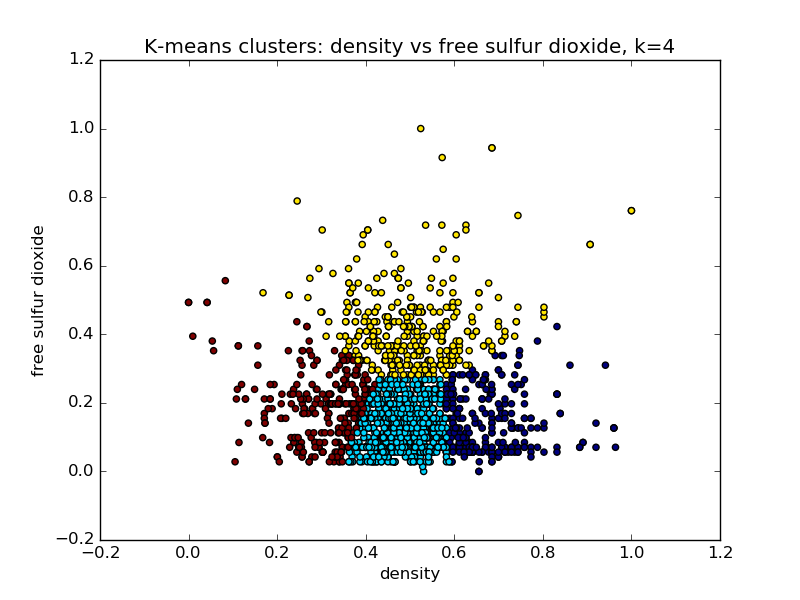 K-means clusters: density vs free sulfur dioxide, k=4
1.2
1.0
0.8
0.6
0.4
0.2
0.0
−0.2
free sulfur dioxide
−0.2 0.0 0.2 0.4 0.6 0.8 1.0 1.2
density